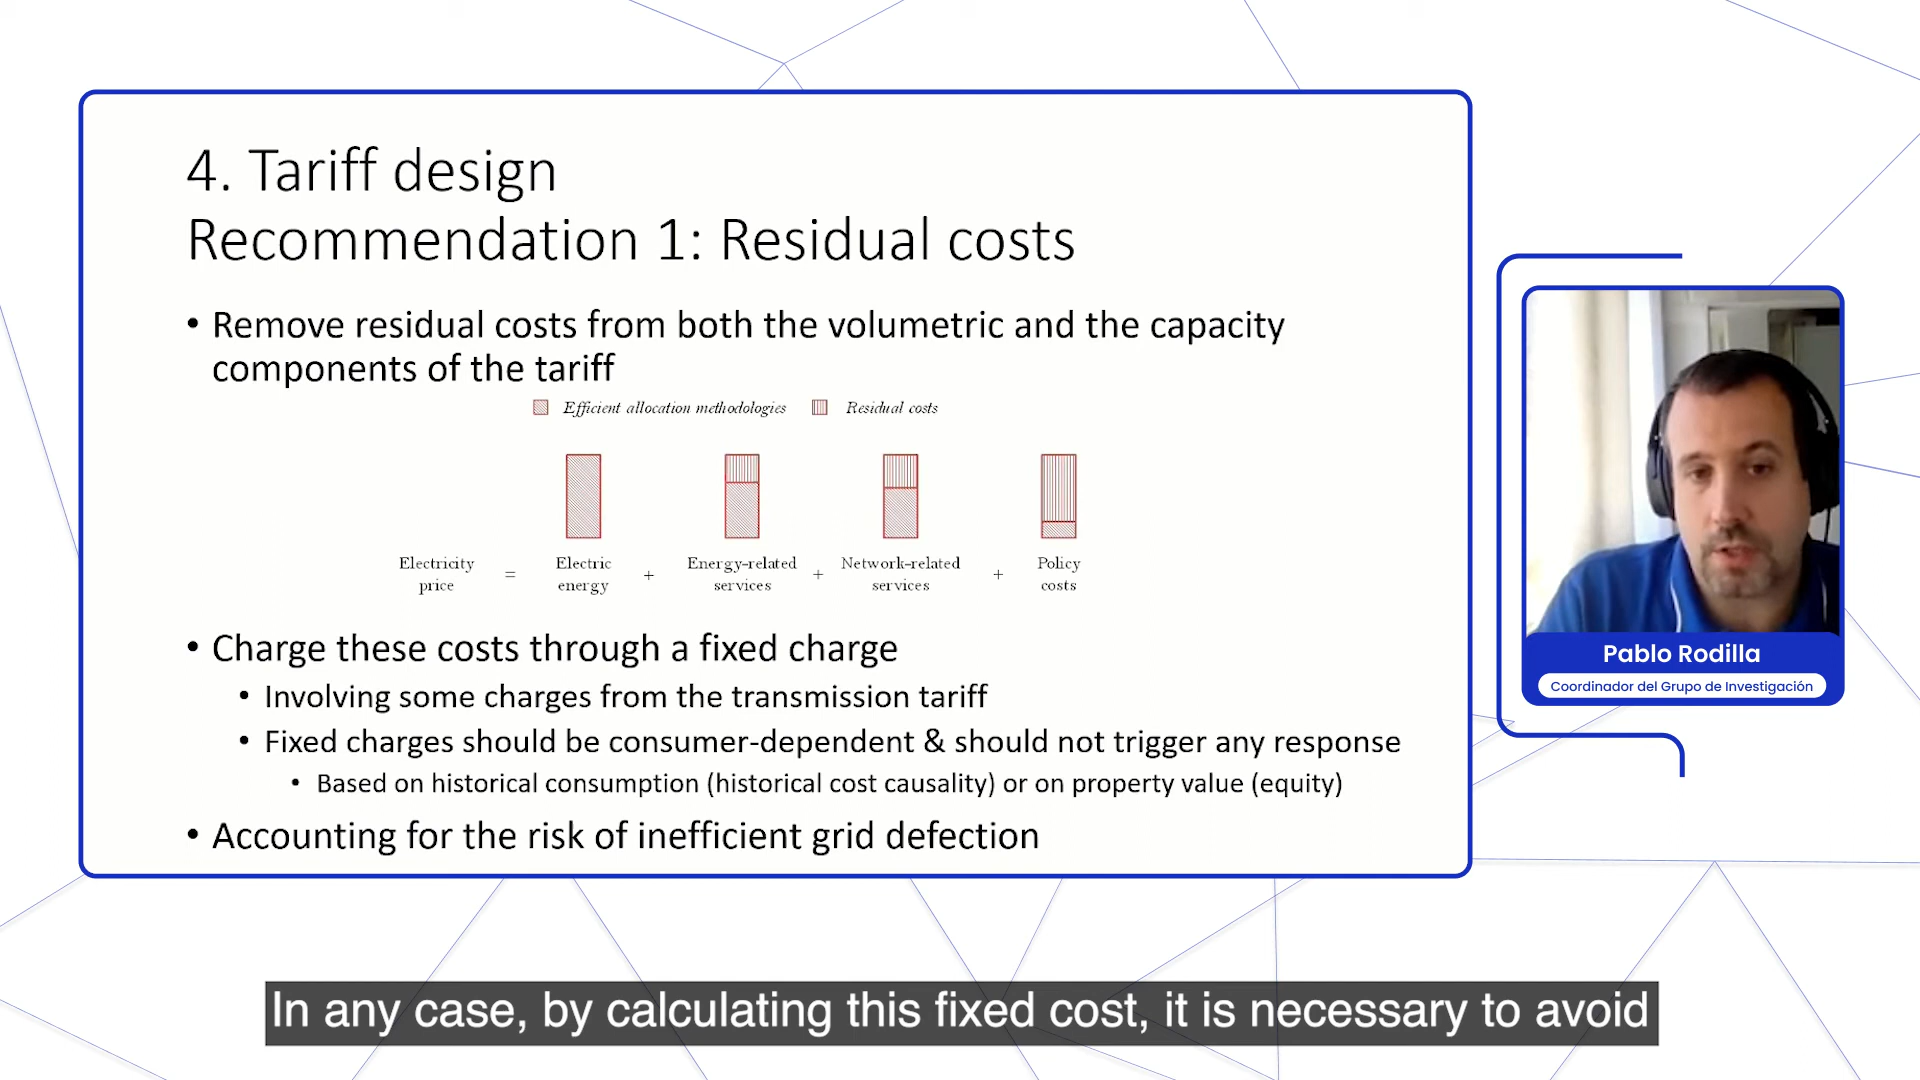 4. Tariff design
Recommendation 1: Residual costs
• Remove residual costs from both the volumetric and the capacity
components of the tariff
Efficient allocation methodologies Residual costs
Electricity price = Electric energy + Energy-related services + Network-related services + Policy costs
• Charge these costs through a fixed charge
• Involving some charges from the transmission tariff
• Fixed charges should be consumer-dependent & should not trigger any response
• Based on historical consumption (historical cost causality) or on property value (equity)
• Accounting for the risk of inefficient grid defection
Pablo Rodilla
Coordinador del Grupo de Investigación
In any case, by calculating this fixed cost, it is necessary to avoid